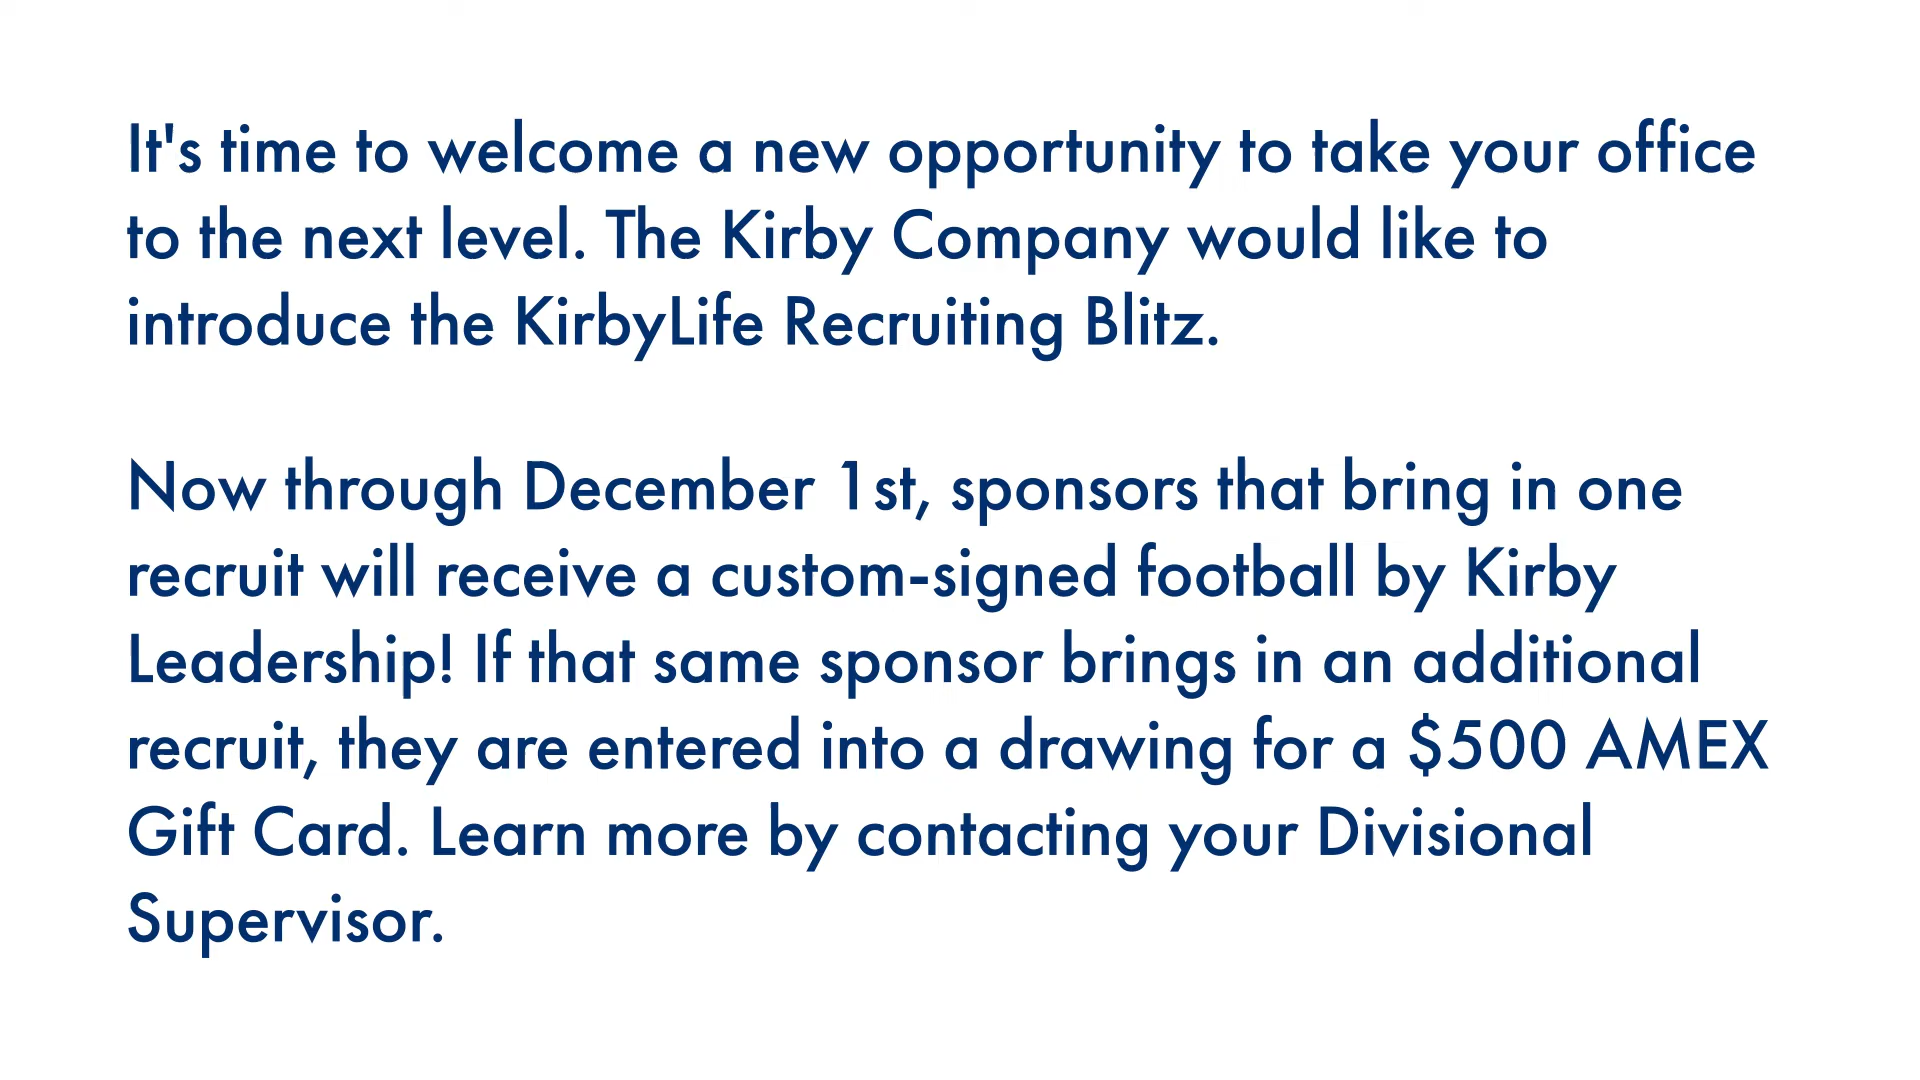 It's time to welcome a new opportunity to take your office
to the next level. The Kirby Company would like to
introduce the KirbyLife Recruiting Blitz.
Now through December 1st, sponsors that bring in one
recruit will receive a custom-signed football by Kirby
Leadership! If that same sponsor brings in an additional
recruit, they are entered into a drawing for a $500 AMEX
Gift Card. Learn more by contacting your Divisional
Supervisor.